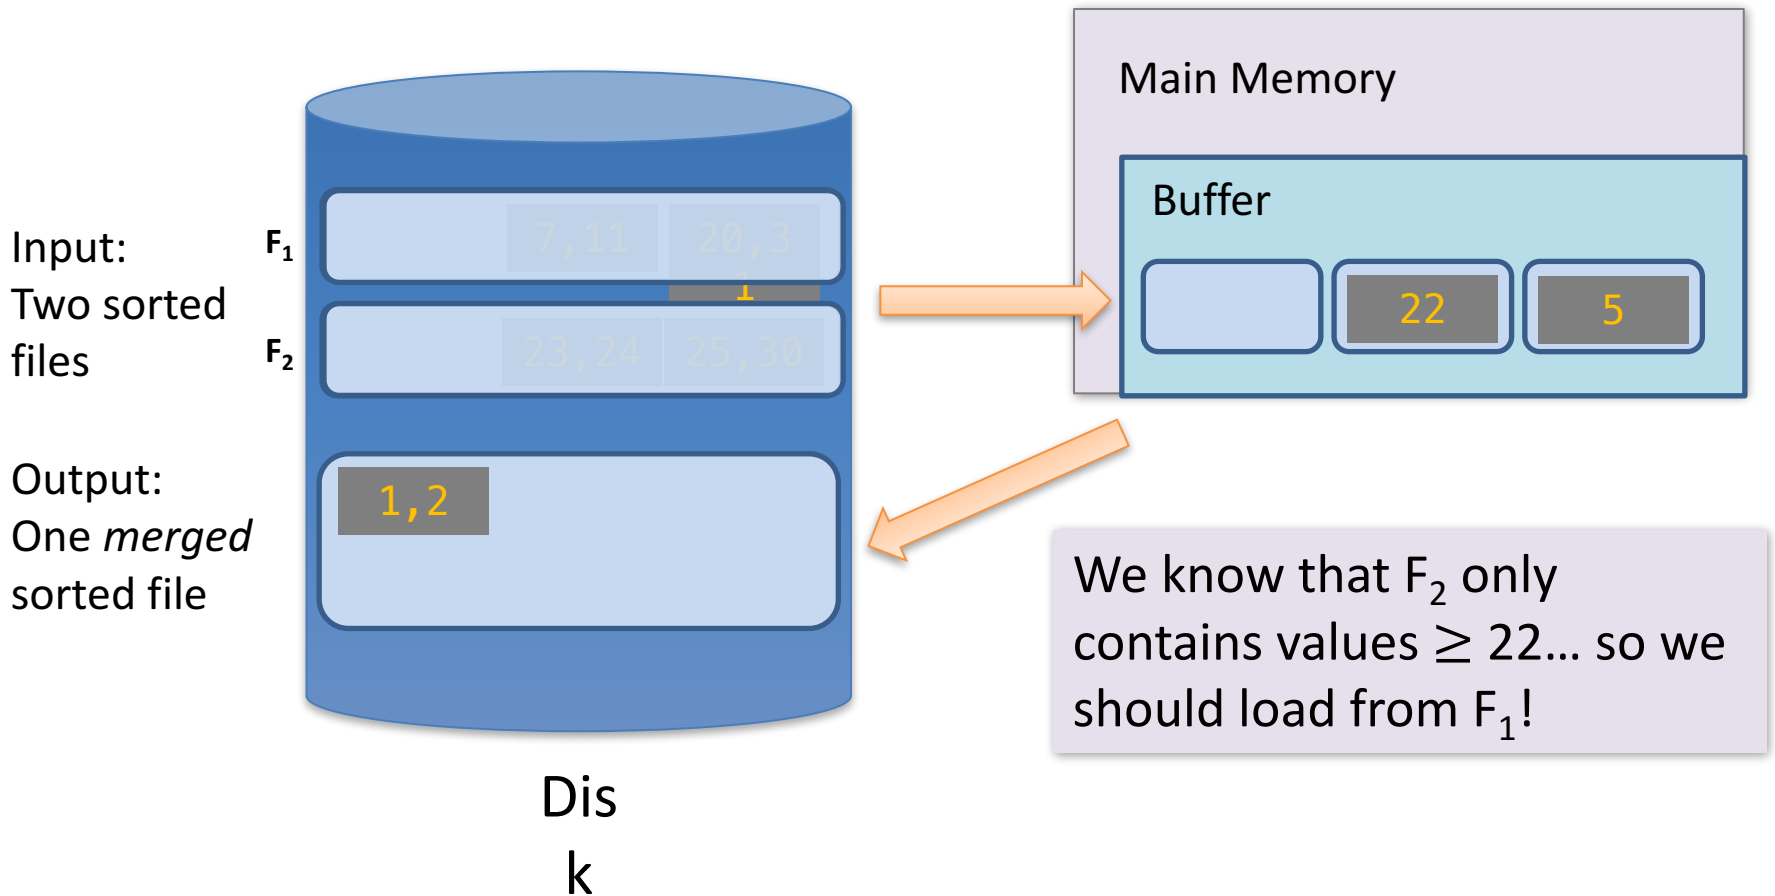 Main Memory
Buffer
22
5
Input:
Two sorted
files
F1
7,11
20,3
1
F2
23,24
25,30
Output:
One merged
sorted file
1,2
We know that F2 only
contains values ≥ 22... so we
should load from F1!
Dis
k